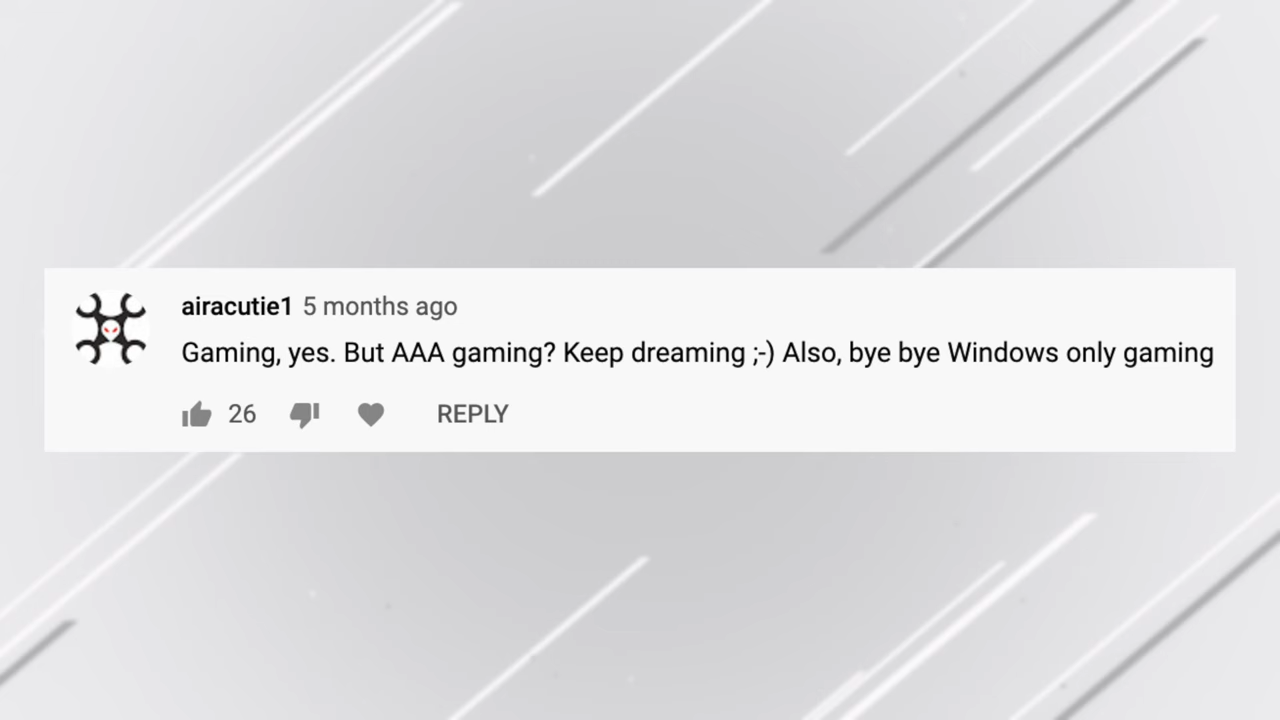 airacutie1 5 months ago
Gaming, yes. But AAA gaming? Keep dreaming ;-) Also, bye bye Windows only gaming
26 REPLY